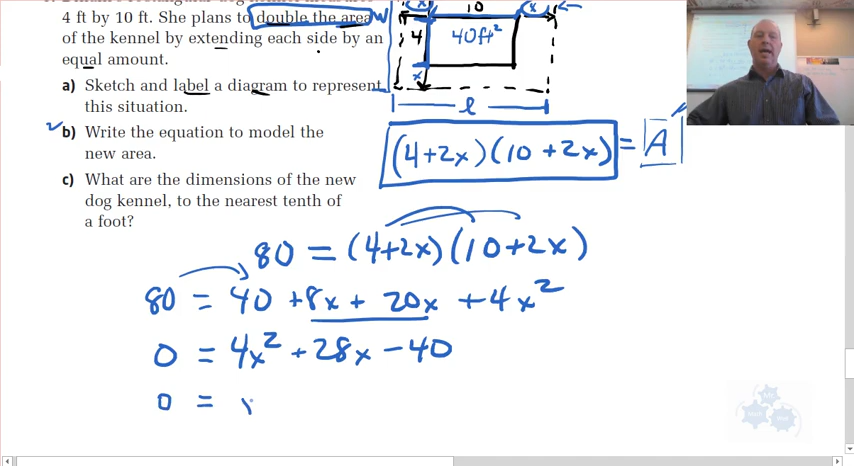 4 ft by 10 ft. She plans to double the area
of the kennel by extending each side by an
equal amount.
a) Sketch and label a diagram to represent
this situation.
b) Write the equation to model the
new area.
c) What are the dimensions of the new
dog kennel, to the nearest tenth of
a foot?
W
x 10 x
4 40ft²
x
l
(4+2x)(10+2x) = A
80 = (4+2x)(10+2x)
80 = 40 +8x + 20x +4x²
0 = 4x² +28x -40
0 =